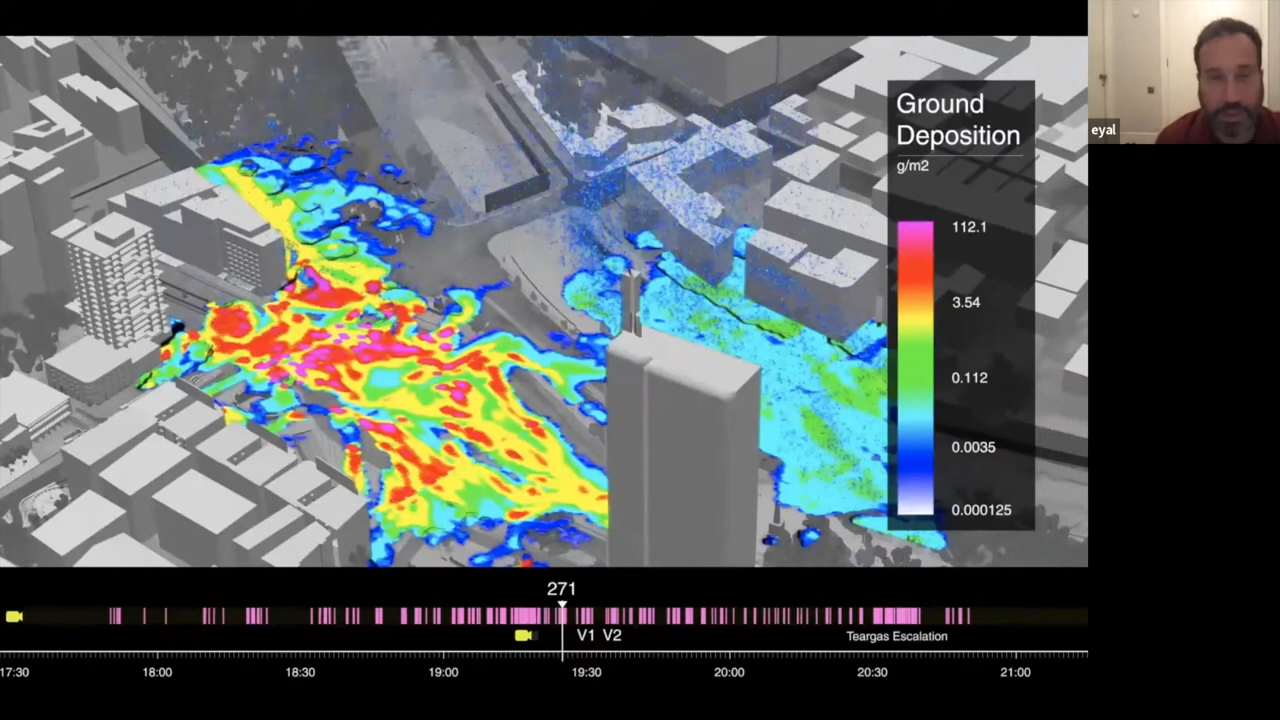 eyal
Ground
Deposition
g/m2
112.1
3.54
0.112
0.0035
0.000125
271
V1 V2
Teargas Escalation
17:30 18:00 18:30 19:00 19:30 20:00 20:30 21:00